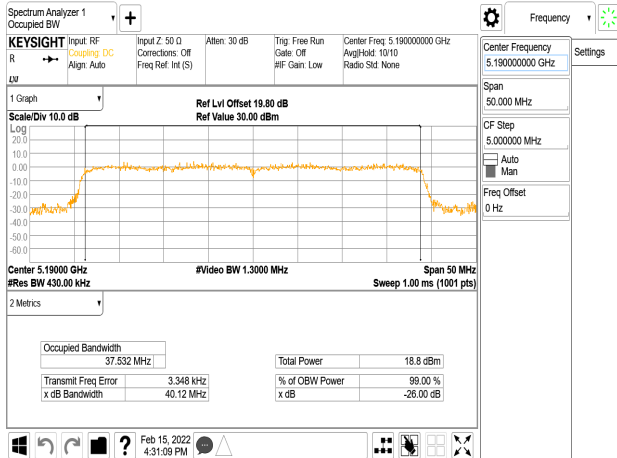 Spectrum Analyzer 1
Occupied BW
Frequency
KEYSIGHT
R
Input: RF
Coupling: DC
Align: Auto
Input Z: 50 Ω
Corrections: Off
Freq Ref: Int (S)
Atten: 30 dB
Trig: Free Run
Gate: Off
#IF Gain: Low
Center Freq: 5.190000000 GHz
Avg|Hold: 10/10
Radio Std: None
LXI
1 Graph
Scale/Div 10.0 dB
Ref Lvl Offset 19.80 dB
Ref Value 30.00 dBm
Log
20.0
10.0
0.00
-10.0
-20.0
-30.0
-40.0
-50.0
-60.0
Center 5.19000 GHz
#Res BW 430.00 kHz
#Video BW 1.3000 MHz
Span 50 MHz
Sweep 1.00 ms (1001 pts)
2 Metrics
Occupied Bandwidth
37.532 MHz
Transmit Freq Error 3.348 kHz
x dB Bandwidth 40.12 MHz
Total Power 18.8 dBm
% of OBW Power 99.00 %
x dB -26.00 dB
?
Feb 15, 2022
4:31:09 PM
Center Frequency
5.190000000 GHz
Span
50.000 MHz
CF Step
5.000000 MHz
Auto
Man
Freq Offset
0 Hz
Settings